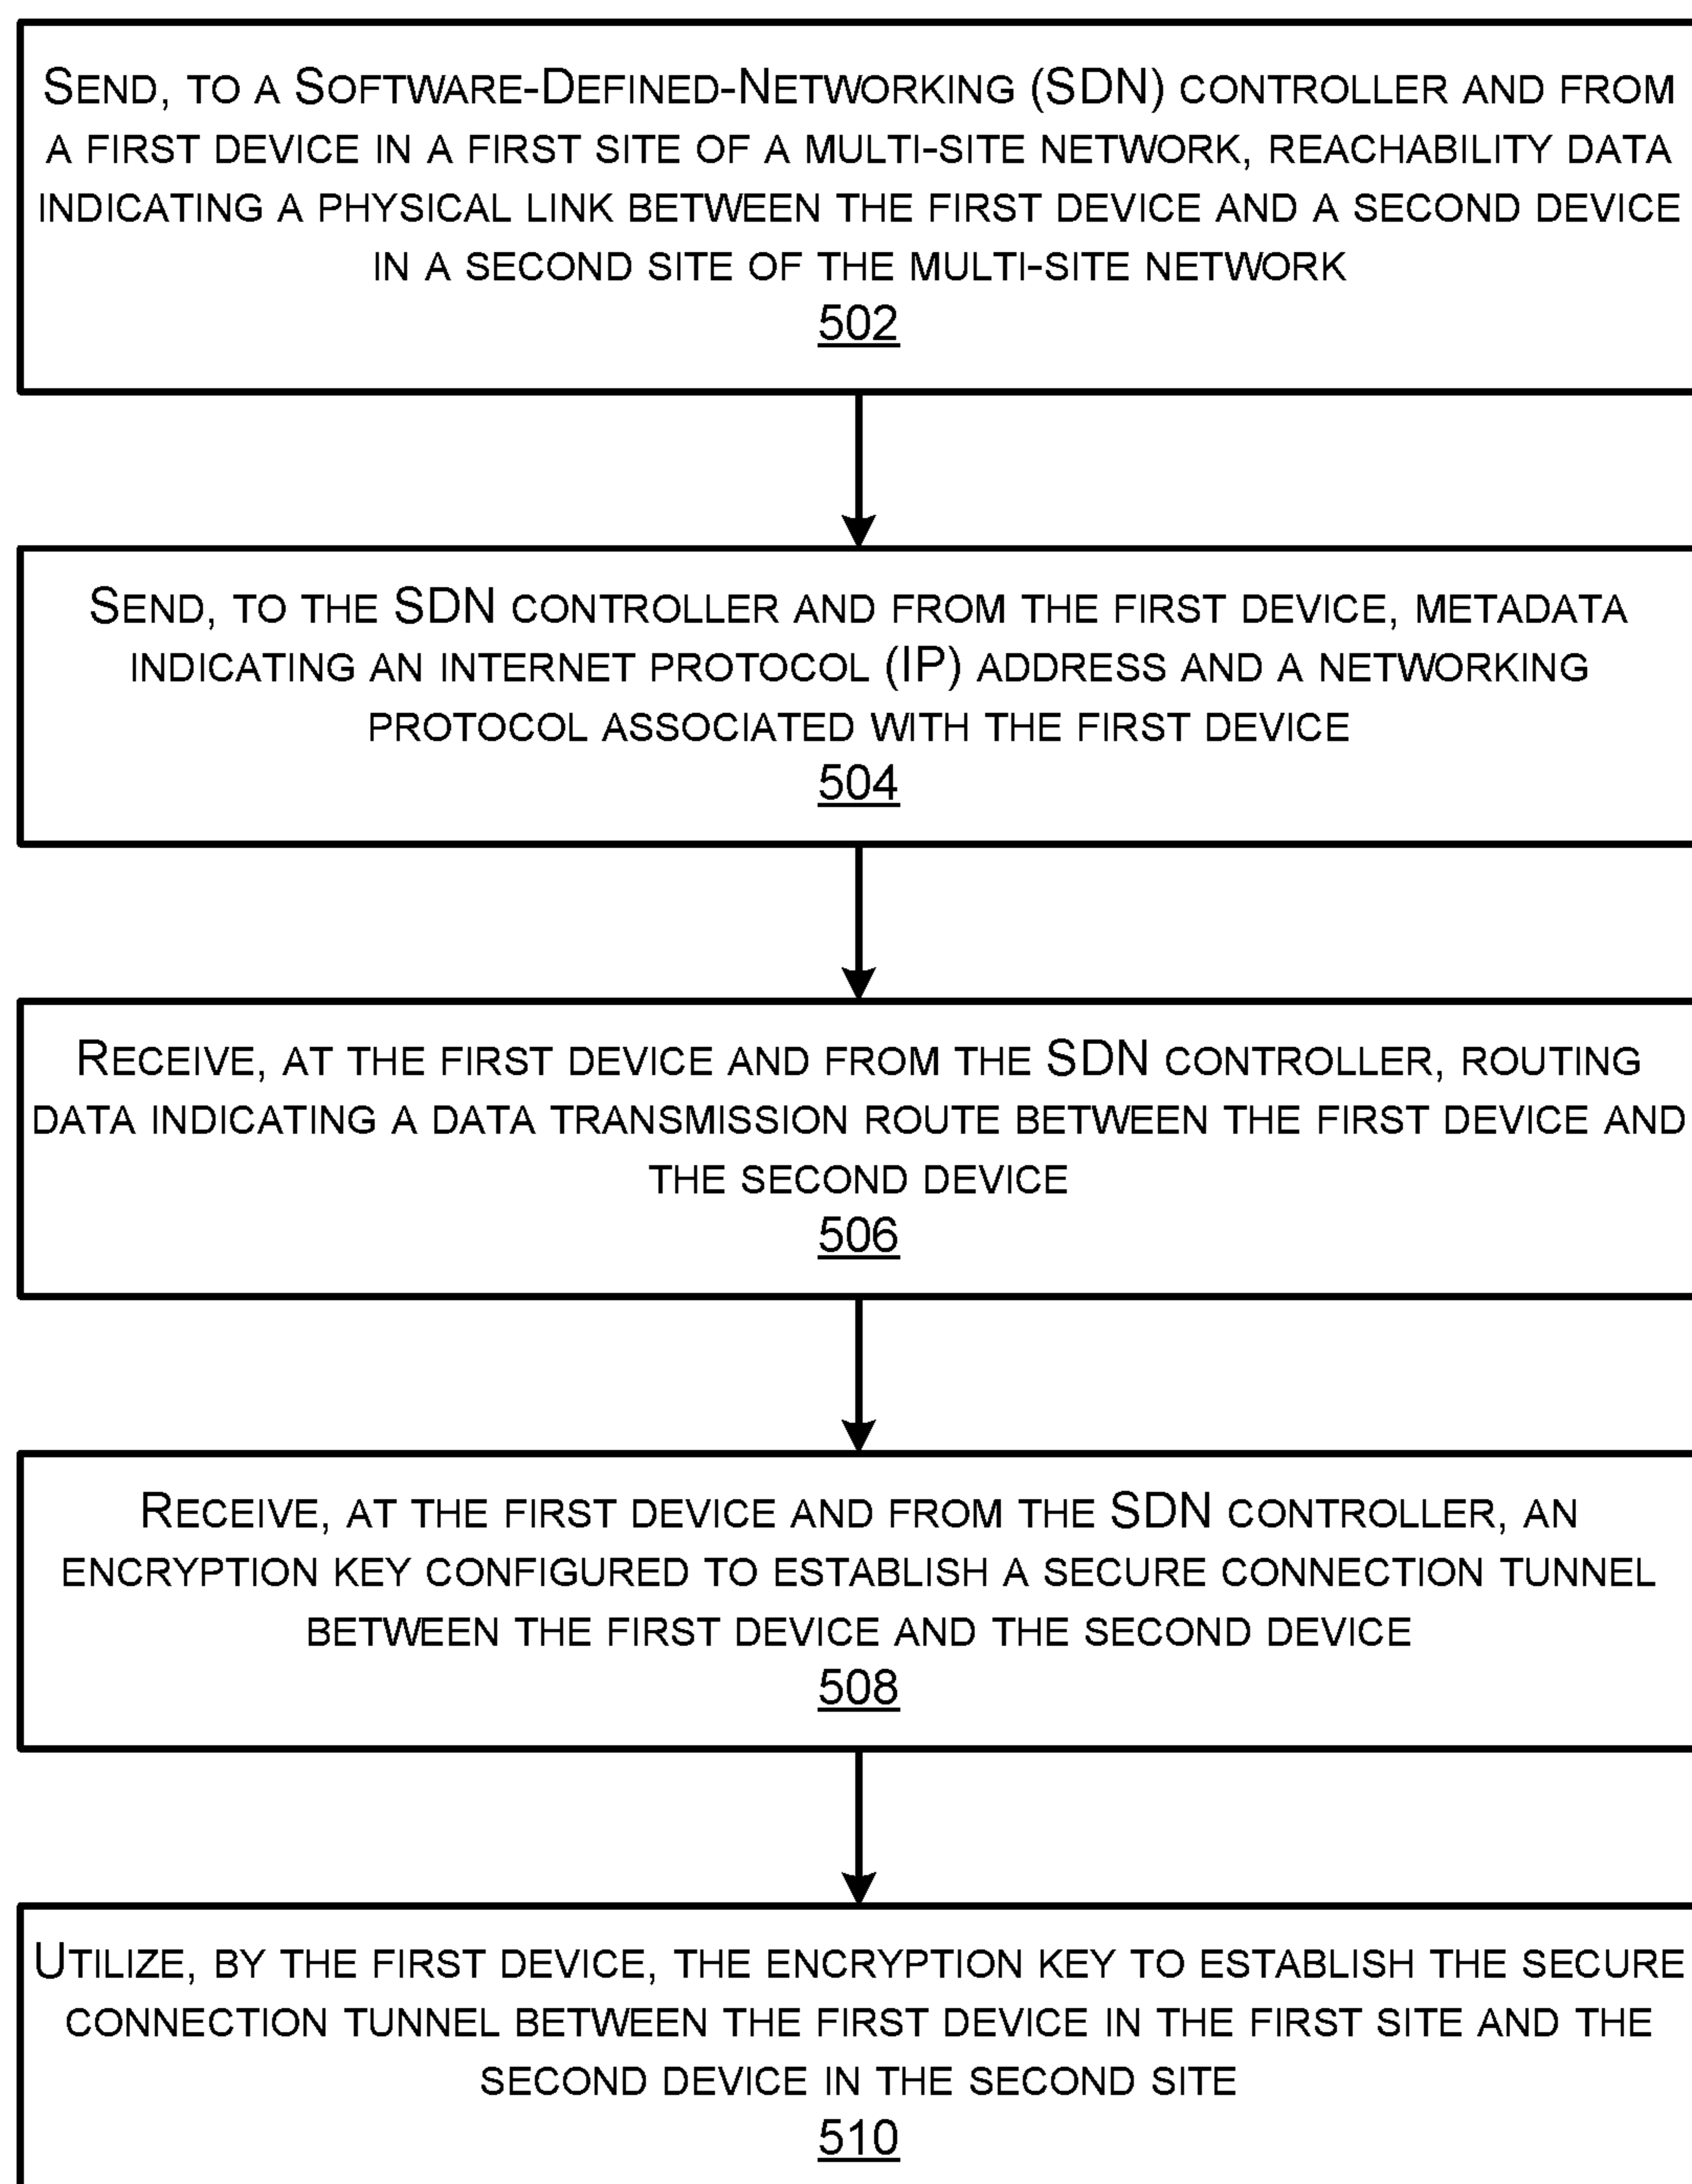 SEND, TO A SOFTWARE-DEFINED-NETWORKING (SDN) CONTROLLER AND FROM
A FIRST DEVICE IN A FIRST SITE OF A MULTI-SITE NETWORK, REACHABILITY DATA
INDICATING A PHYSICAL LINK BETWEEN THE FIRST DEVICE AND A SECOND DEVICE
IN A SECOND SITE OF THE MULTI-SITE NETWORK
502
SEND, TO THE SDN CONTROLLER AND FROM THE FIRST DEVICE, METADATA
INDICATING AN INTERNET PROTOCOL (IP) ADDRESS AND A NETWORKING
PROTOCOL ASSOCIATED WITH THE FIRST DEVICE
504
RECEIVE, AT THE FIRST DEVICE AND FROM THE SDN CONTROLLER, ROUTING
DATA INDICATING A DATA TRANSMISSION ROUTE BETWEEN THE FIRST DEVICE AND
THE SECOND DEVICE
506
RECEIVE, AT THE FIRST DEVICE AND FROM THE SDN CONTROLLER, AN
ENCRYPTION KEY CONFIGURED TO ESTABLISH A SECURE CONNECTION TUNNEL
BETWEEN THE FIRST DEVICE AND THE SECOND DEVICE
508
UTILIZE, BY THE FIRST DEVICE, THE ENCRYPTION KEY TO ESTABLISH THE SECURE
CONNECTION TUNNEL BETWEEN THE FIRST DEVICE IN THE FIRST SITE AND THE
SECOND DEVICE IN THE SECOND SITE
510